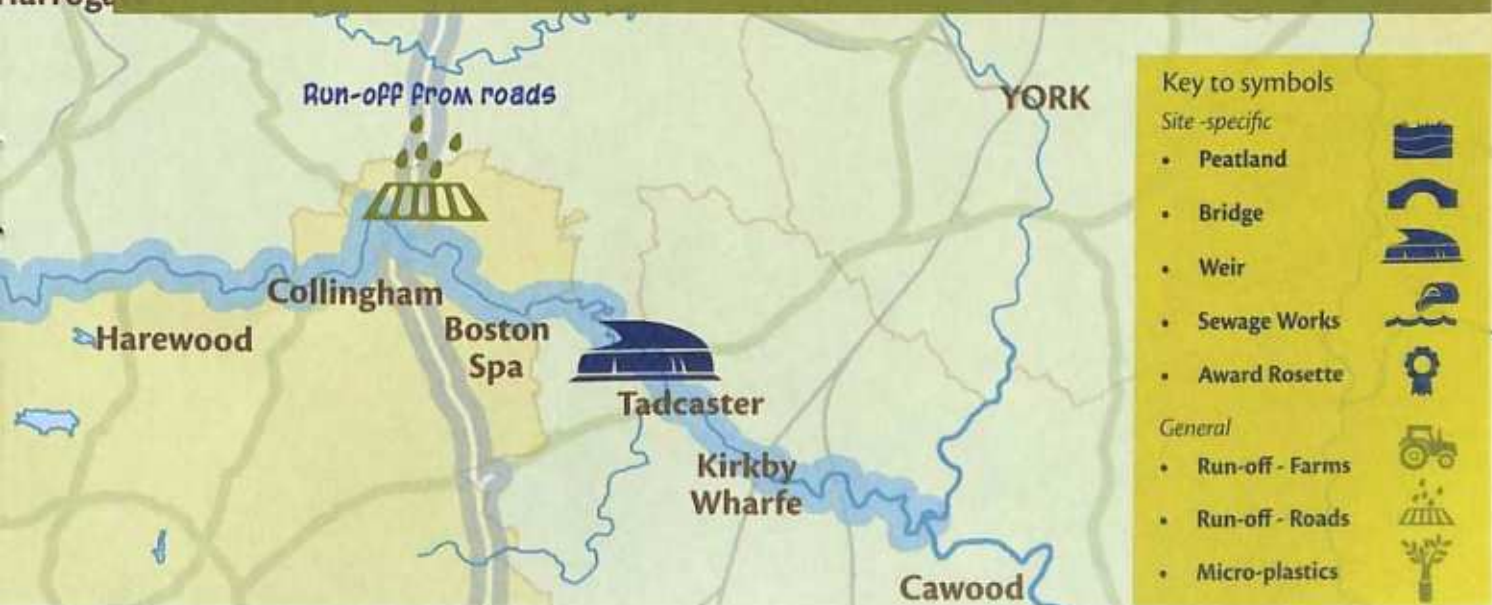 Run-off from roads
YORK
Collingham
Harewood
Boston
Spa
Tadcaster
Kirkby
Wharfe
Cawood
Key to symbols
Site -specific
• Peatland
• Bridge
• Weir
• Sewage Works
• Award Rosette
General
• Run-off - Farms
• Run-off - Roads
• Micro-plastics